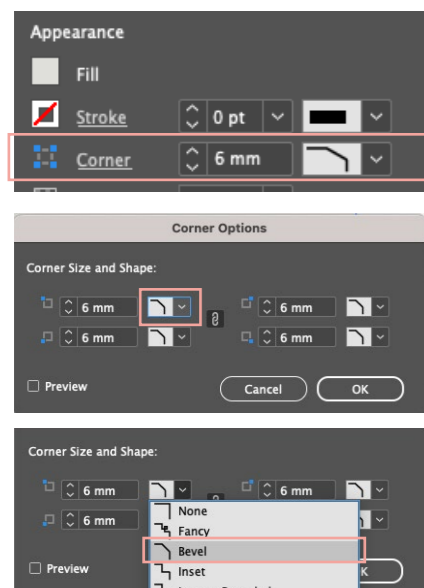 Appearance
Fill
Stroke 0 pt
Corner 6 mm
Corner Options
Corner Size and Shape:
6 mm 6 mm
6 mm 6 mm
Preview Cancel OK
Corner Size and Shape:
6 mm 6 mm
None
6 mm
Fancy
Bevel
Preview Inset K